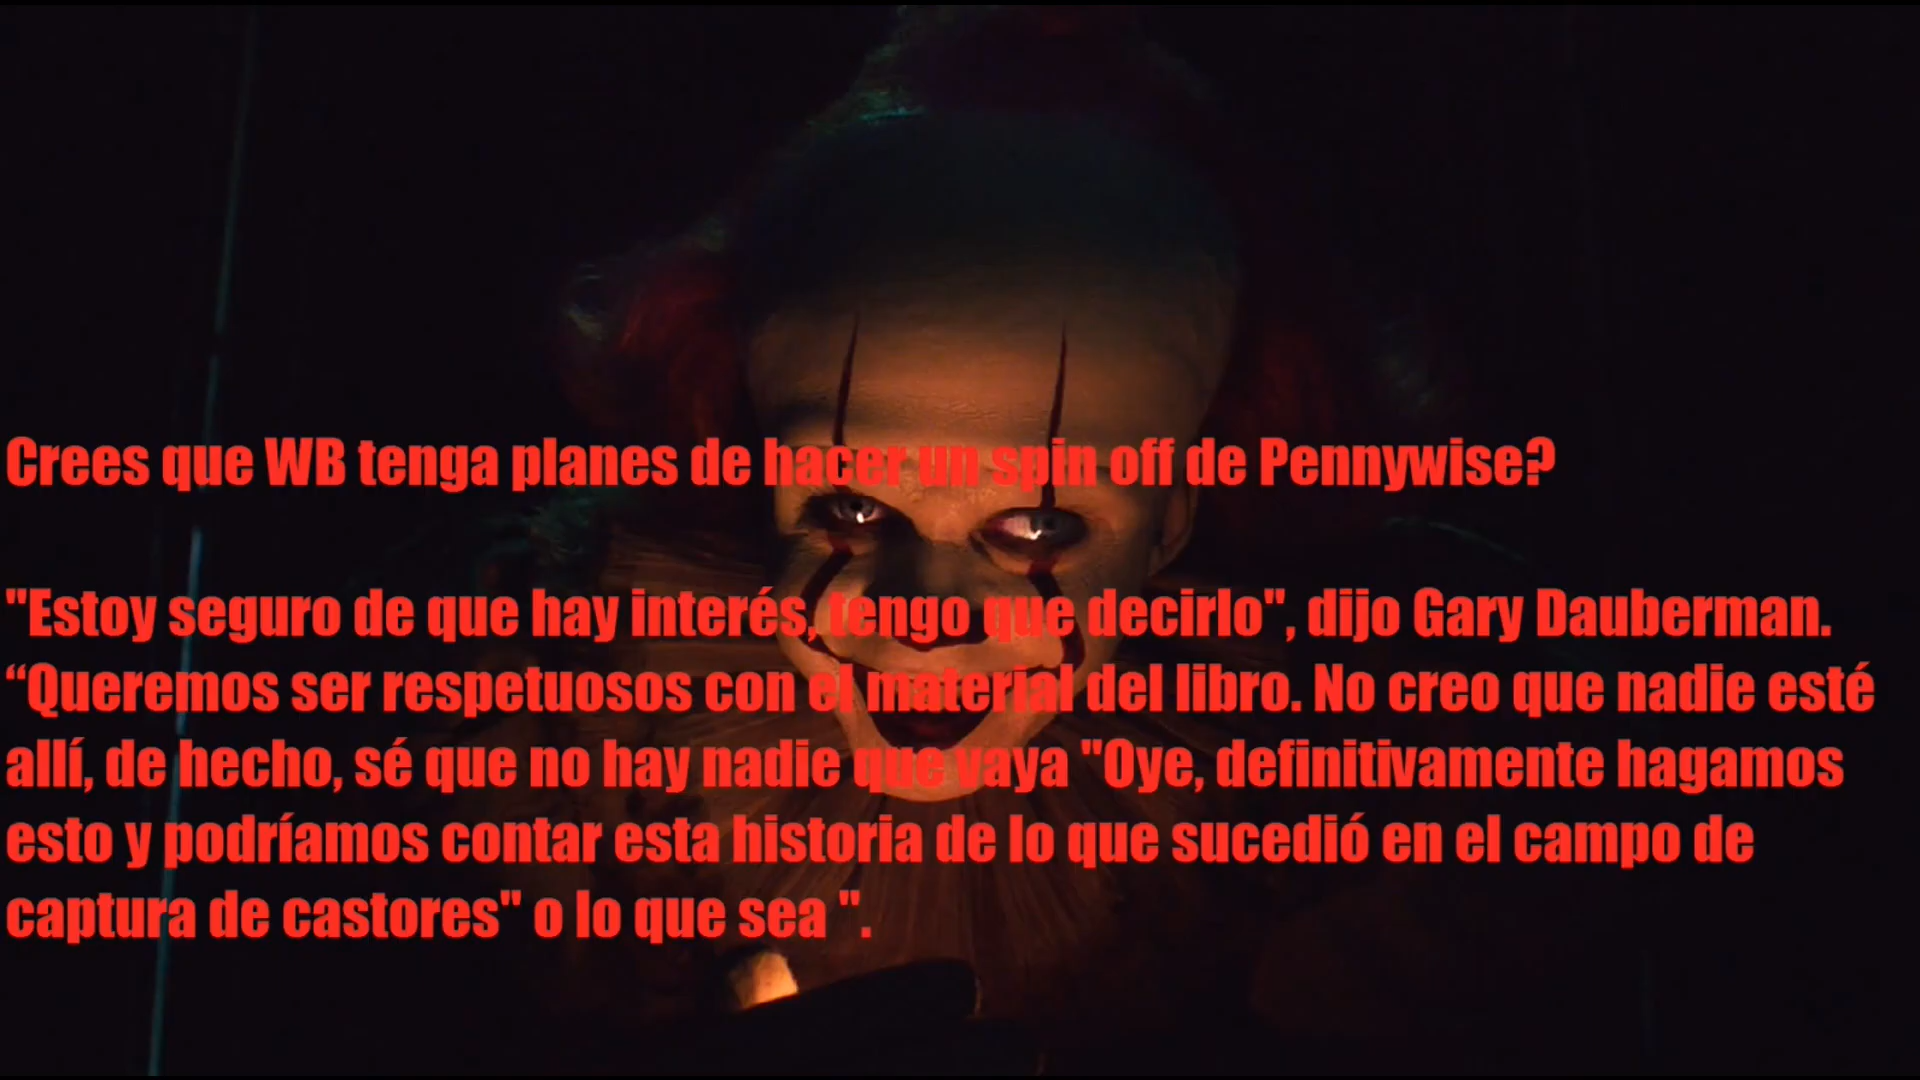 Crees que WB tenga planes de hacer un spin off de Pennywise?
"Estoy seguro de que hay interés, tengo que decirlo", dijo Gary Dauberman.
“Queremos ser respetuosos con el material del libro. No creo que nadie esté
allí, de hecho, sé que no hay nadie que vaya "Oye, definitivamente hagamos
esto y podríamos contar esta historia de lo que sucedió en el campo de
captura de castores" o lo que sea ".